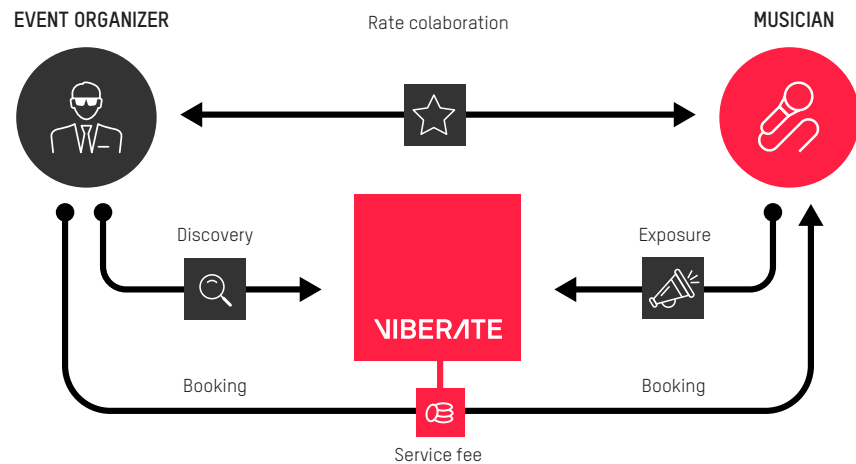 EVENT ORGANIZER
Rate colaboration
MUSICIAN
Discovery
Exposure
VIBERATE
Booking
Booking
Service fee